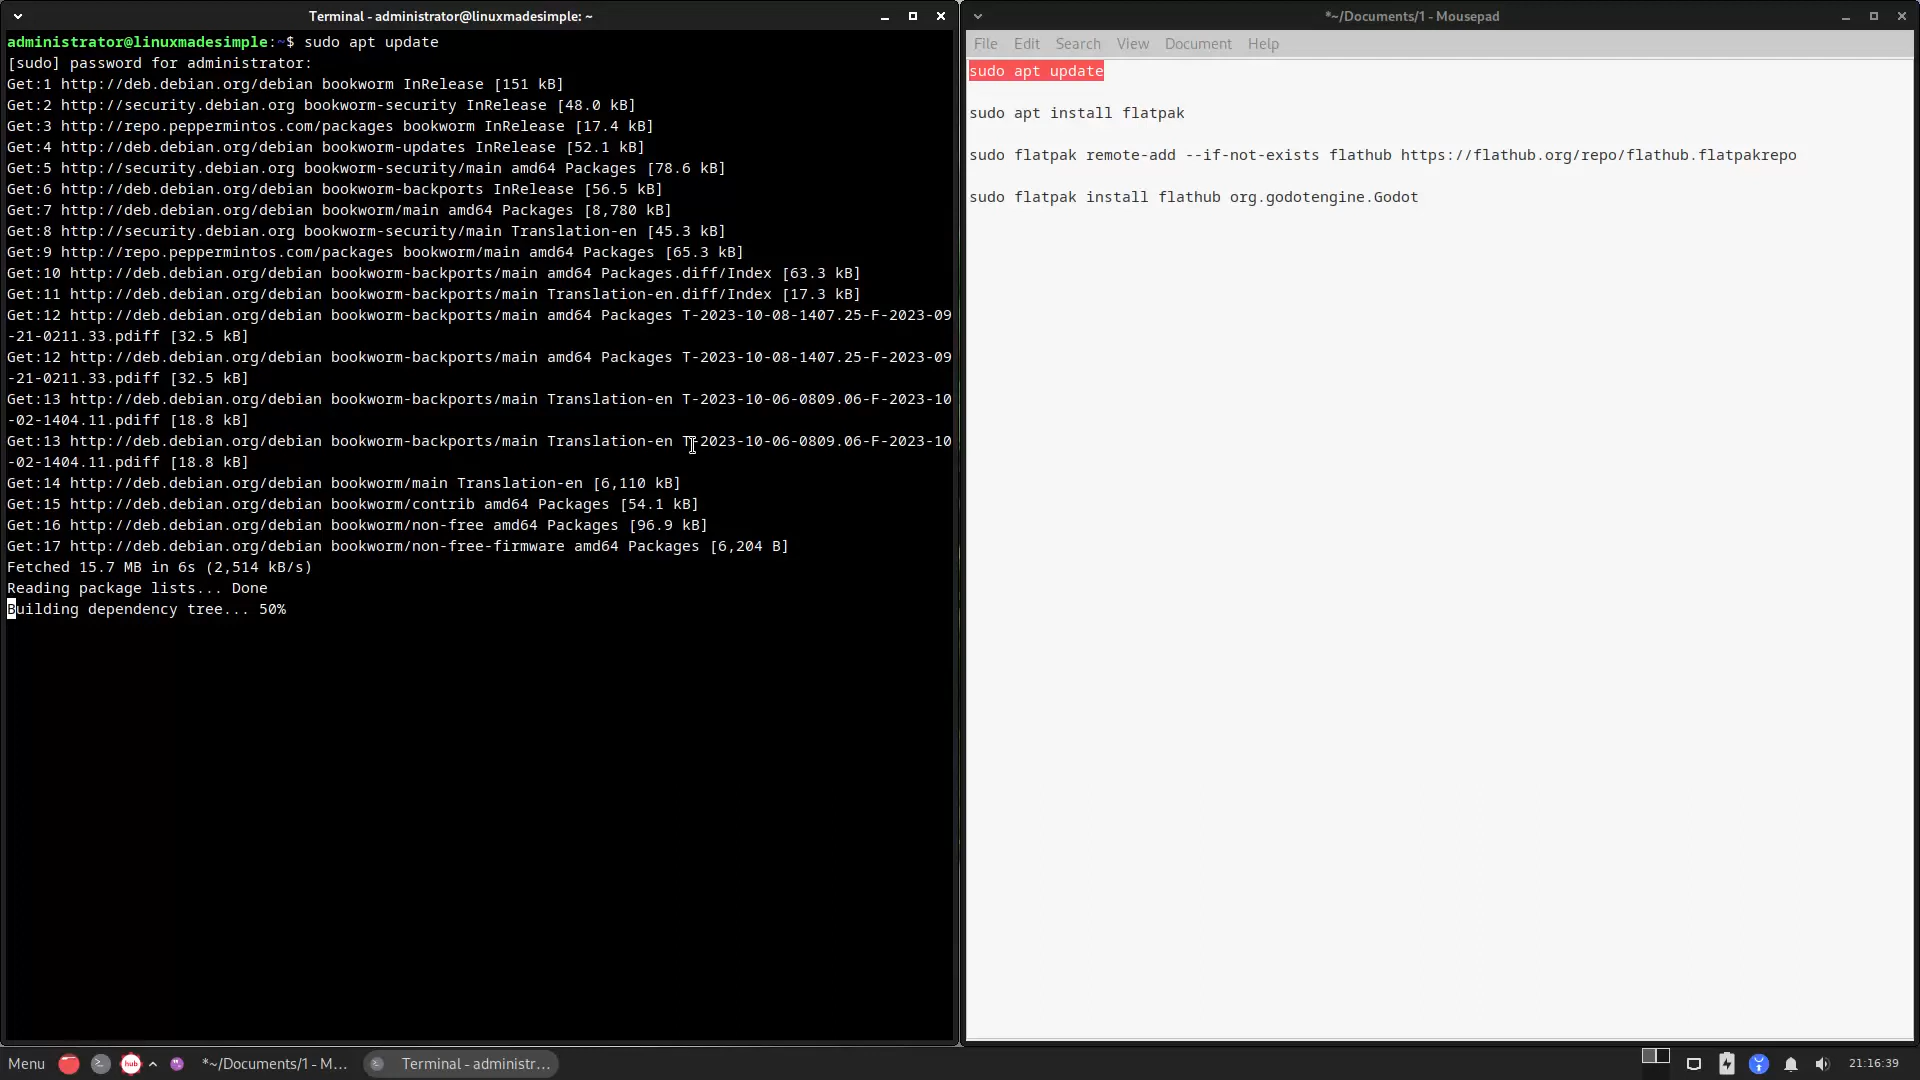 Terminal - administrator@linuxmadesimple: ~
administrator@linuxmadesimple:~$ sudo apt update
[sudo] password for administrator:
Get:1 http://deb.debian.org/debian bookworm InRelease [151 kB]
Get:2 http://security.debian.org bookworm-security InRelease [48.0 kB]
Get:3 http://repo.peppermintos.com/packages bookworm InRelease [17.4 kB]
Get:4 http://deb.debian.org/debian bookworm-updates InRelease [52.1 kB]
Get:5 http://security.debian.org bookworm-security/main amd64 Packages [78.6 kB]
Get:6 http://deb.debian.org/debian bookworm-backports InRelease [56.5 kB]
Get:7 http://deb.debian.org/debian bookworm/main amd64 Packages [8,780 kB]
Get:8 http://security.debian.org bookworm-security/main Translation-en [45.3 kB]
Get:9 http://repo.peppermintos.com/packages bookworm/main amd64 Packages [65.3 kB]
Get:10 http://deb.debian.org/debian bookworm-backports/main amd64 Packages.diff/Index [63.3 kB]
Get:11 http://deb.debian.org/debian bookworm-backports/main Translation-en.diff/Index [17.3 kB]
Get:12 http://deb.debian.org/debian bookworm-backports/main amd64 Packages T-2023-10-08-1407.25-F-2023-09
-21-0211.33.pdiff [32.5 kB]
Get:12 http://deb.debian.org/debian bookworm-backports/main amd64 Packages T-2023-10-08-1407.25-F-2023-09
-21-0211.33.pdiff [32.5 kB]
Get:13 http://deb.debian.org/debian bookworm-backports/main Translation-en T-2023-10-06-0809.06-F-2023-10
-02-1404.11.pdiff [18.8 kB]
Get:13 http://deb.debian.org/debian bookworm-backports/main Translation-en T-2023-10-06-0809.06-F-2023-10
-02-1404.11.pdiff [18.8 kB]
Get:14 http://deb.debian.org/debian bookworm/main Translation-en [6,110 kB]
Get:15 http://deb.debian.org/debian bookworm/contrib amd64 Packages [54.1 kB]
Get:16 http://deb.debian.org/debian bookworm/non-free amd64 Packages [96.9 kB]
Get:17 http://deb.debian.org/debian bookworm/non-free-firmware amd64 Packages [6,204 B]
Fetched 15.7 MB in 6s (2,514 kB/s)
Reading package lists... Done
Building dependency tree... 50%
*~/Documents/1 - Mousepad
File Edit Search View Document Help
sudo apt update
sudo apt install flatpak
sudo flatpak remote-add --if-not-exists flathub https://flathub.org/repo/flathub.flatpakrepo
sudo flatpak install flathub org.godotengine.Godot
Menu hub *~/Documents/1 - M... Terminal - administr... 21:16:39